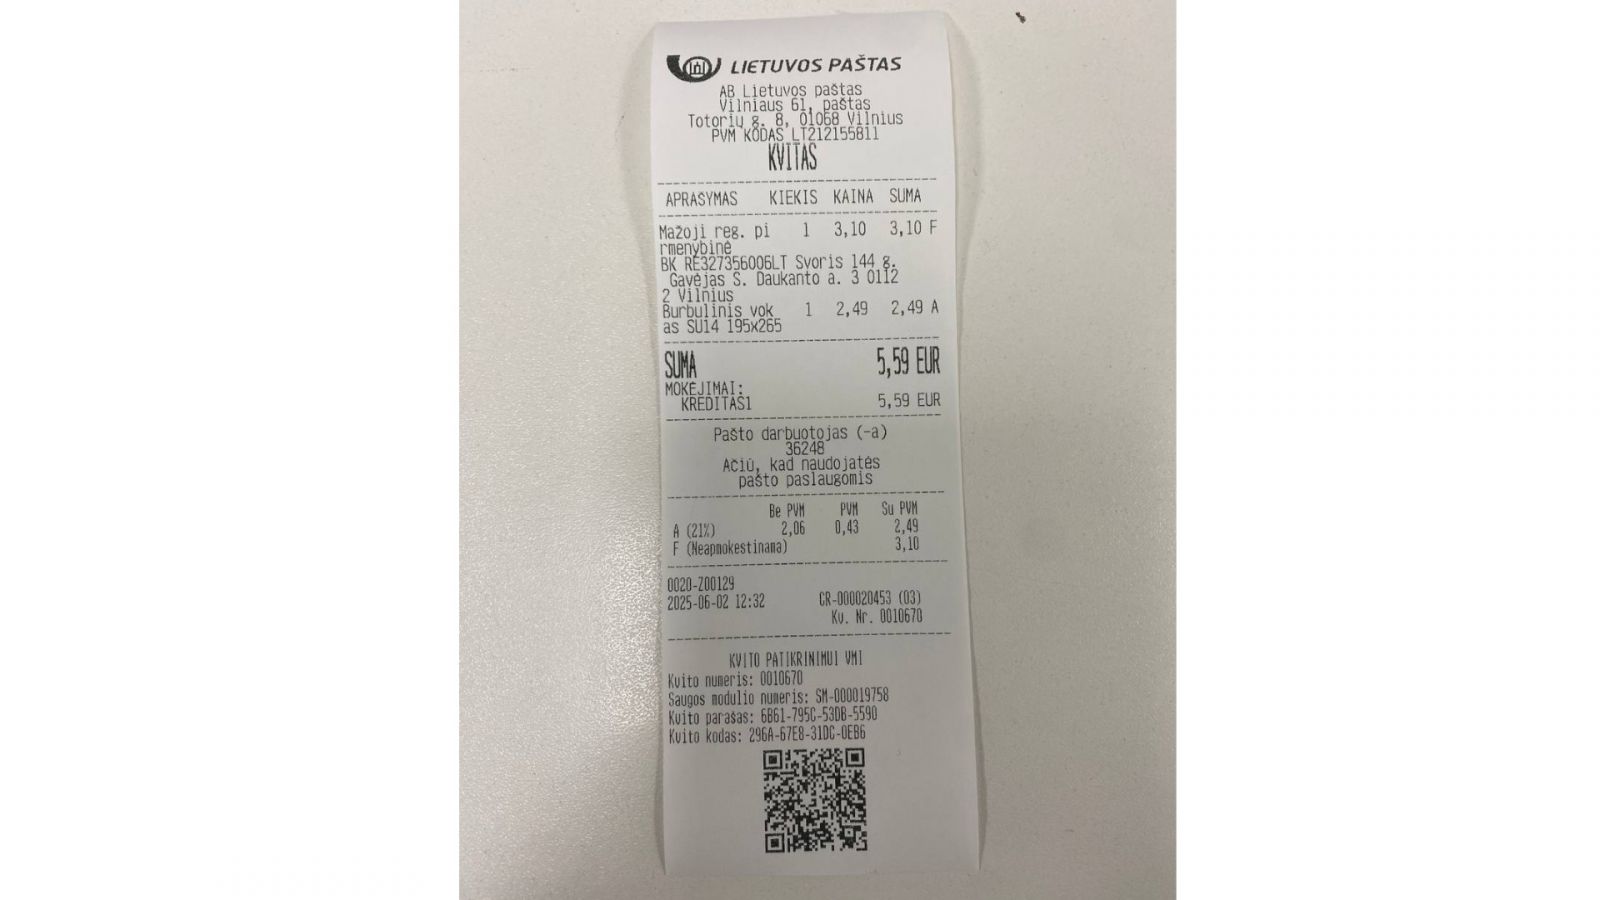 LIETUVOS PAŠTAS
AB Lietuvos paštas
Vilniaus 61, paštas
Totorių g. 8, 01068 Vilnius
PVM KODAS LT212155811
KVITAS
APRAŠYMAS KIEKIS KAINA SUMA
Mažoji reg. pi 1 3,10 3,10 F
rmenybinė
BK RE327356006LT Svoris 144 g.
Gavėjas S. Daukanto a. 3 0112
2 Vilnius
Burbulinis vok 1 2,49 2,49 A
as SU14 195x265
SUMA 5,59 EUR
MOKĖJIMAI:
KREDITAS1 5,59 EUR
Pašto darbuotojas (-a)
36248
Ačiū, kad naudojatės
pašto paslaugomis
Be PVM PVM Su PVM
A (21%) 2,06 0,43 2,49
F (Neapmokestinama) 3,10
0020-Z00129
2025-06-02 12:32 CR-000020453 (03)
Kv. Nr. 0010670
KVITO PATIKRINIMUI VMI
Kvito numeris: 0010670
Saugos modulio numeris: SM-000019758
Kvito parašas: 6B61-795C-53DB-5590
Kvito kodas: 296A-67E8-31DC-0EB6